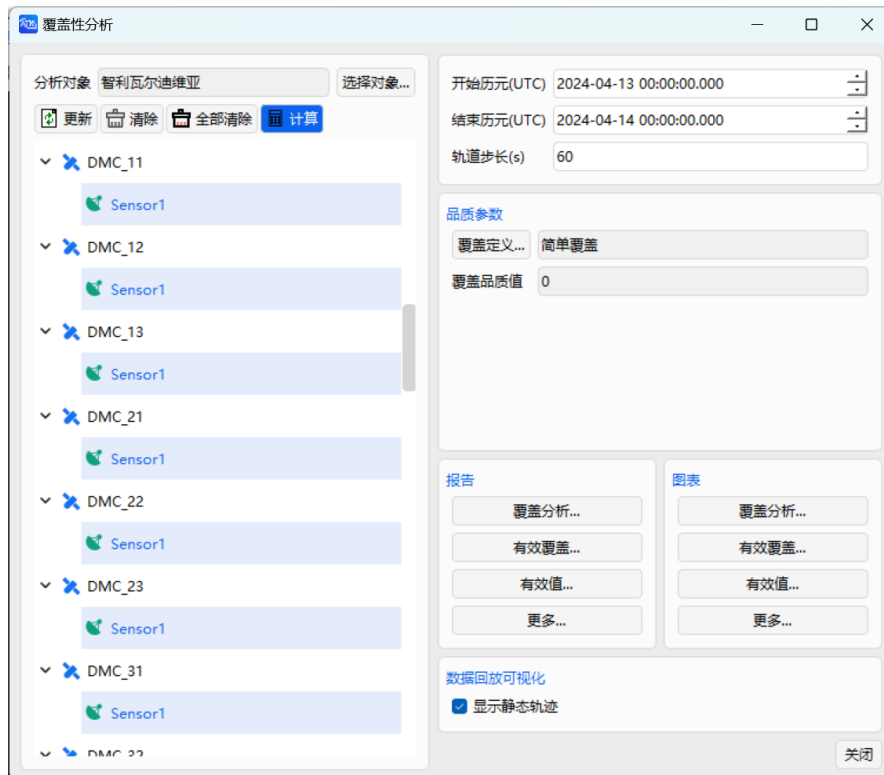 覆盖性分析
分析对象 智利瓦尔迪维亚 选择对象...
更新 清除 全部清除 计算
DMC_11
Sensor1
DMC_12
Sensor1
DMC_13
Sensor1
DMC_21
Sensor1
DMC_22
Sensor1
DMC_23
Sensor1
DMC_31
Sensor1
DMC_32
开始历元(UTC) 2024-04-13 00:00:00.000
结束历元(UTC) 2024-04-14 00:00:00.000
轨道步长(s) 60
品质参数
覆盖定义... 简单覆盖
覆盖品质值 0
报告
覆盖分析...
有效覆盖...
有效值...
更多...
图表
覆盖分析...
有效覆盖...
有效值...
更多...
数据回放可视化
显示静态轨迹
关闭